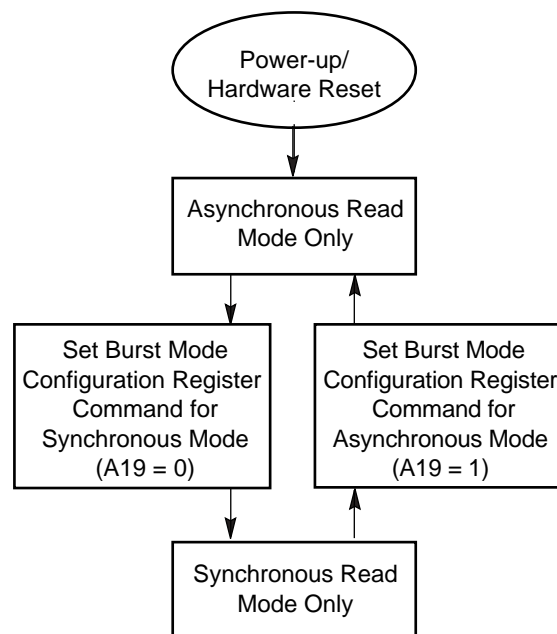 Power-up/
Hardware Reset
Asynchronous Read
Mode Only
Set Burst Mode
Configuration Register
Command for
Synchronous Mode
(A19 = 0)
Set Burst Mode
Configuration Register
Command for
Asynchronous Mode
(A19 = 1)
Synchronous Read
Mode Only